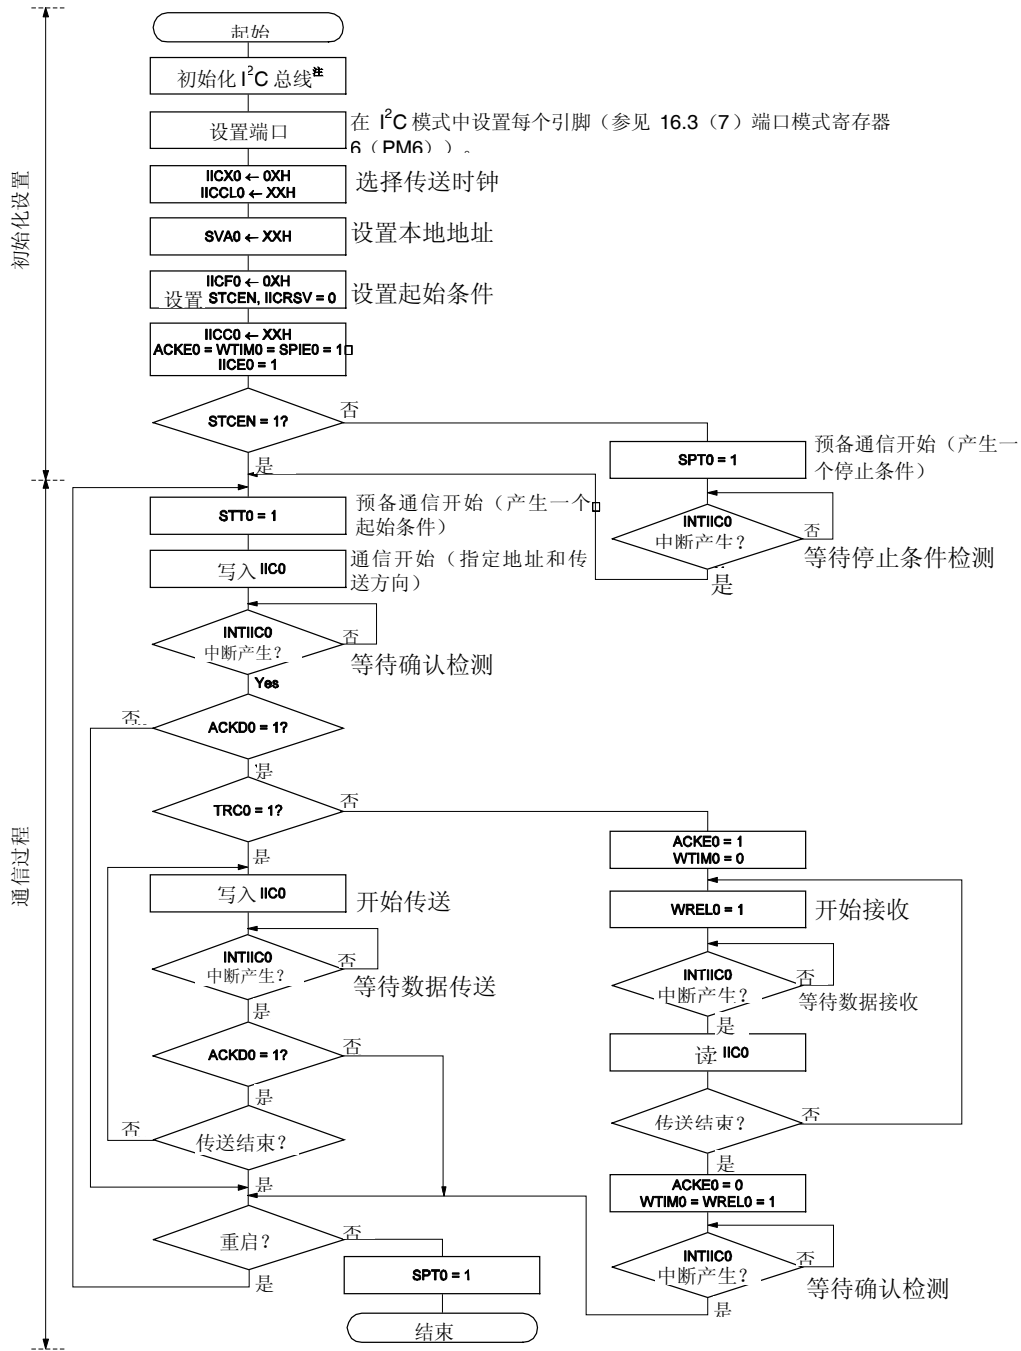 起始
初始化 I²C 总线注
设置端口
在 I²C 模式中设置每个引脚（参见 16.3（7）端口模式寄存器
6（PM6））。
IICX0 ← 0XH
IICCL0 ← XXH
选择传送时钟
SVA0 ← XXH
设置本地地址
IICF0 ← 0XH
设置 STCEN, IICRSV = 0
设置起始条件
IICC0 ← XXH
ACKE0 = WTIM0 = SPIE0 = 1
IICE0 = 1
初始化设置
STCEN = 1?
否
是
SPT0 = 1
预备通信开始（产生一
个停止条件）
INTIIC0
中断产生？
否
等待停止条件检测
是
STT0 = 1
预备通信开始（产生一个
起始条件）
写入 IIC0
通信开始（指定地址和传
送方向）
INTIIC0
中断产生？
否
等待确认检测
Yes
ACKD0 = 1?
否
是
TRC0 = 1?
否
是
通信过程
写入 IIC0
开始传送
INTIIC0
中断产生？
否
等待数据传送
是
ACKD0 = 1?
否
是
传送结束？
否
是
ACKE0 = 1
WTIM0 = 0
WREL0 = 1
开始接收
INTIIC0
中断产生？
否
等待数据接收
是
读 IIC0
传送结束？
否
是
ACKE0 = 0
WTIM0 = WREL0 = 1
INTIIC0
中断产生？
否
等待确认检测
是
重启？
否
是
SPT0 = 1
结束